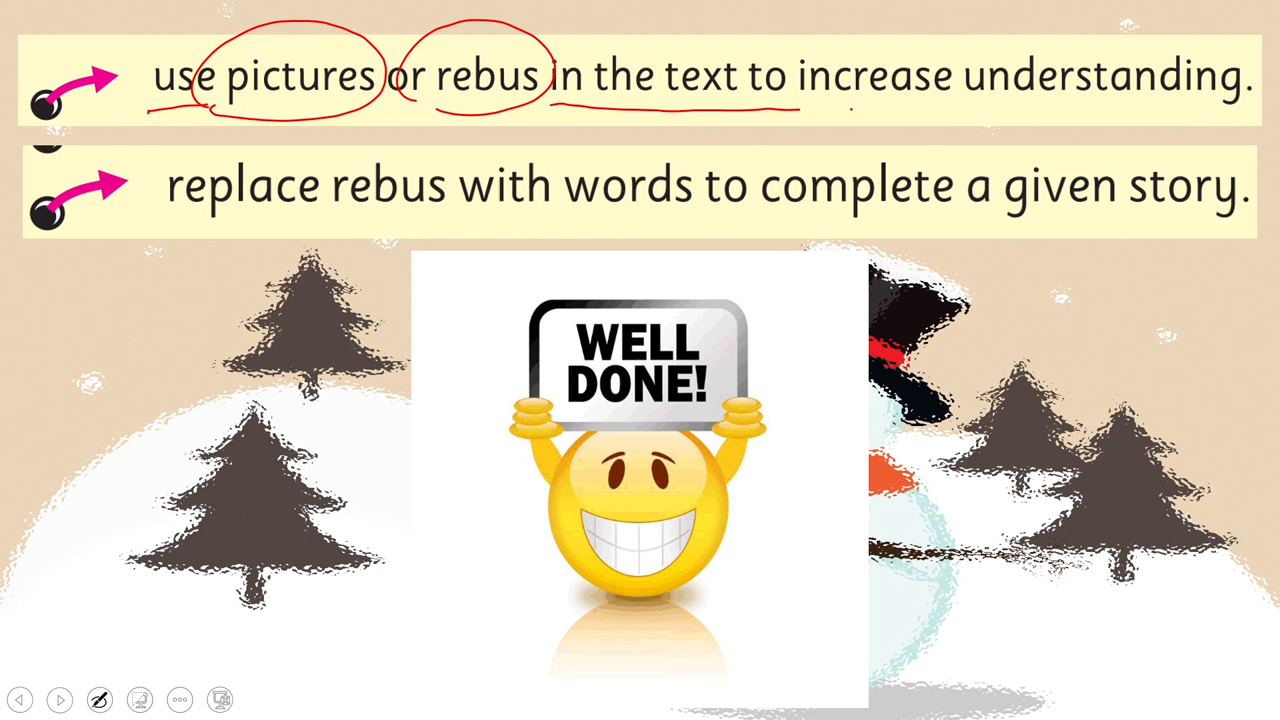 use pictures or rebus in the text to increase understanding.
replace rebus with words to complete a given story.
WELL
DONE!